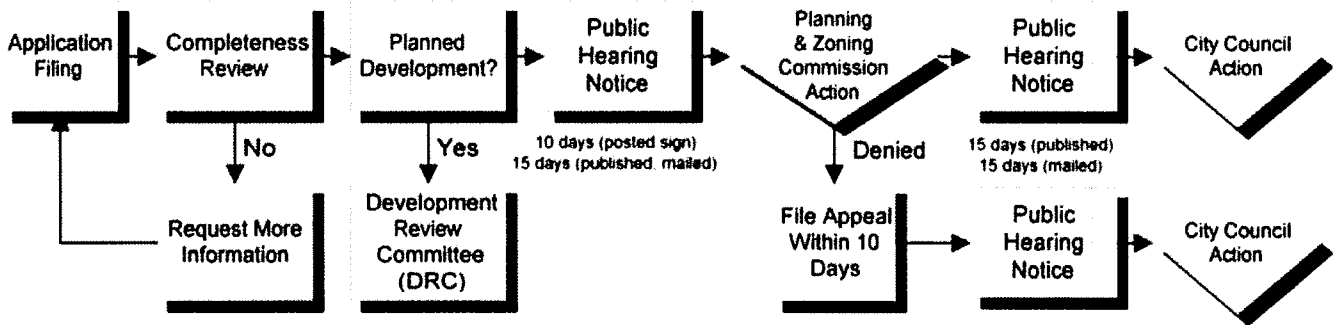 Application
Filing
Completeness
Review
Planned
Development?
Public
Hearing
Notice
Planning
& Zoning
Commission
Action
Public
Hearing
Notice
City Council
Action
No
Yes
10 days (posted sign)
15 days (published, mailed)
Denied
15 days (published)
15 days (mailed)
Request More
Information
Development
Review
Committee
(DRC)
File Appeal
Within 10
Days
Public
Hearing
Notice
City Council
Action